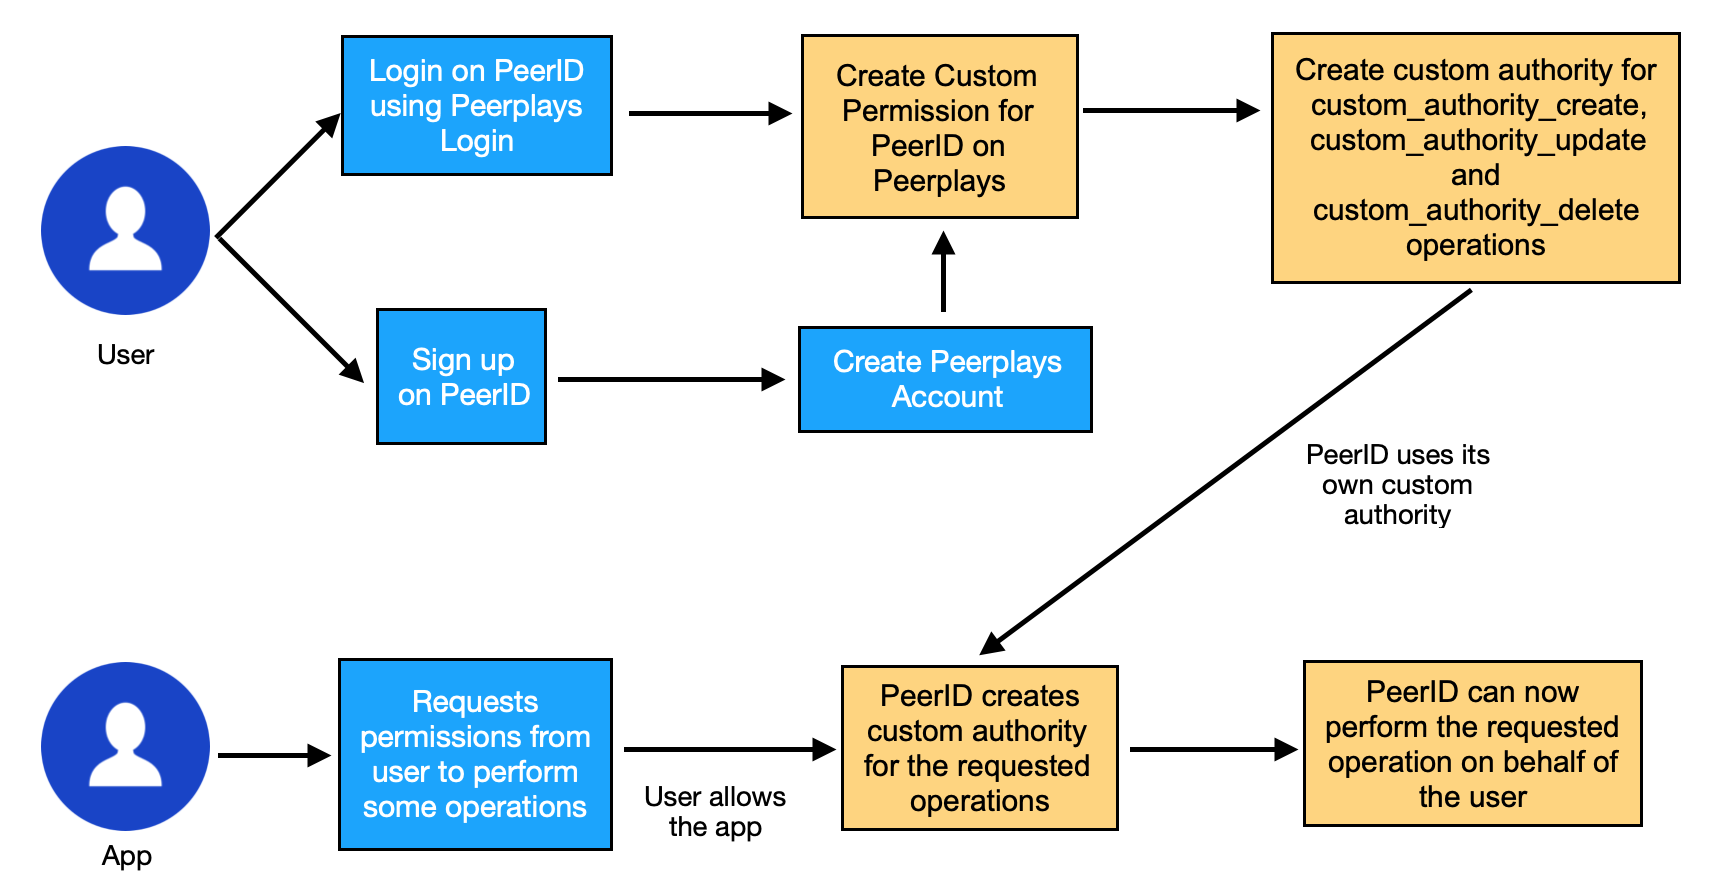 Login on PeerID
using Peerplays
Login
Create Custom
Permission for
PeerID on
Peerplays
Create custom authority for
custom_authority_create,
custom_authority_update
and
custom_authority_delete
operations
User
Sign up
on PeerID
Create Peerplays
Account
PeerID uses its
own custom
authority
App
Requests
permissions from
user to perform
some operations
User allows
the app
PeerID creates
custom authority
for the requested
operations
PeerID can now
perform the requested
operation on behalf of
the user